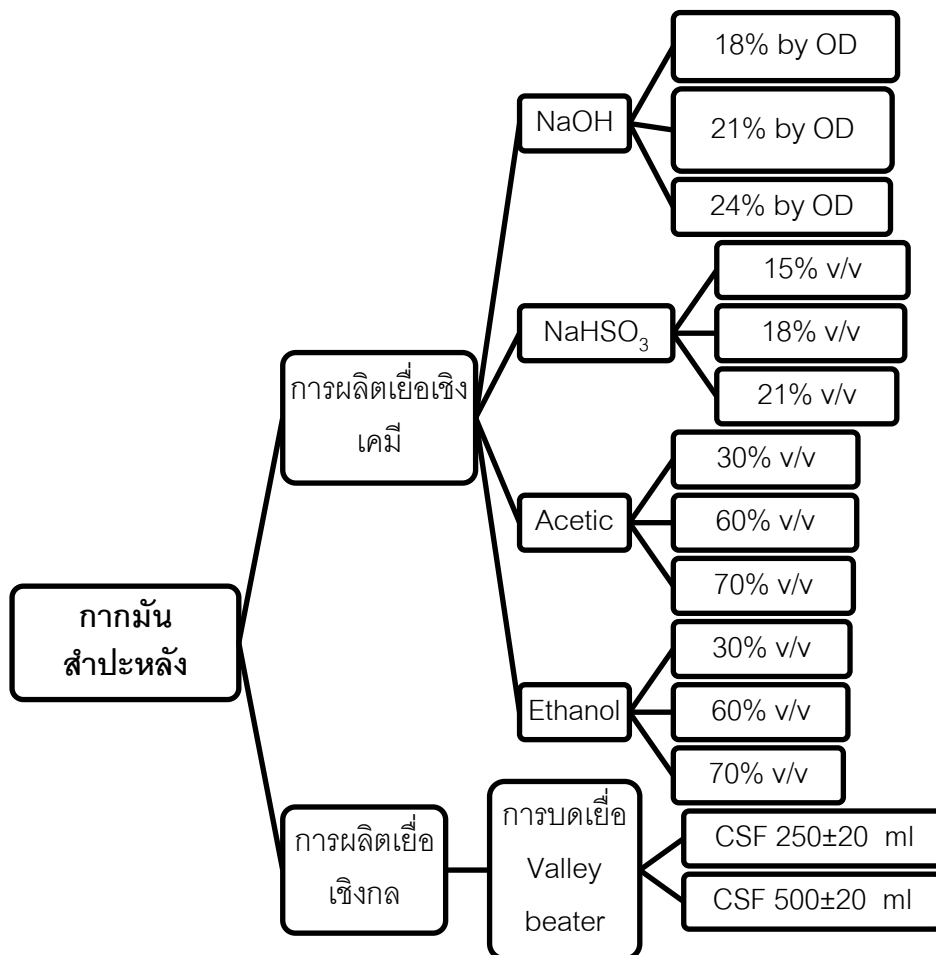 กากมัน
สำปะหลัง
การผลิตเยื่อเชิง
เคมี
NaOH
18% by OD
21% by OD
24% by OD
NaHSO₃
15% v/v
18% v/v
21% v/v
Acetic
30% v/v
60% v/v
70% v/v
Ethanol
30% v/v
60% v/v
70% v/v
การผลิตเยื่อ
เชิงกล
การบดเยื่อ
Valley
beater
CSF 250±20 ml
CSF 500±20 ml